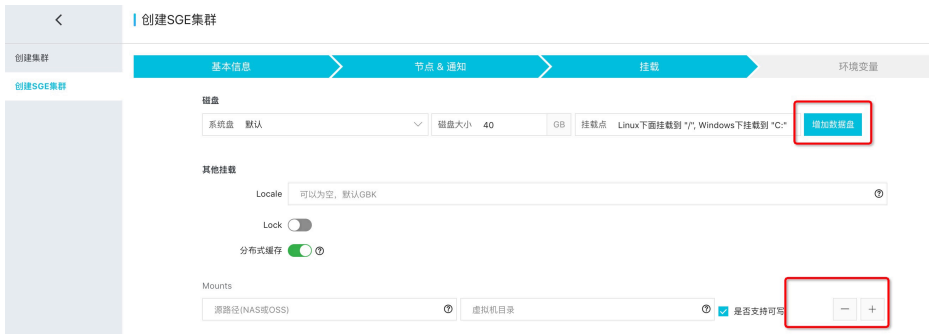 创建SGE集群
创建集群
创建SGE集群
基本信息
节点 & 通知
挂载
环境变量
磁盘
系统盘 默认 磁盘大小 40 GB 挂载点 Linux下面挂载到 "/", Windows下挂载到 "C:" 增加数据盘
其他挂载
Locale 可以为空，默认GBK
Lock
分布式缓存
Mounts
源路径(NAS或OSS) 虚拟机目录 是否支持可写 − +